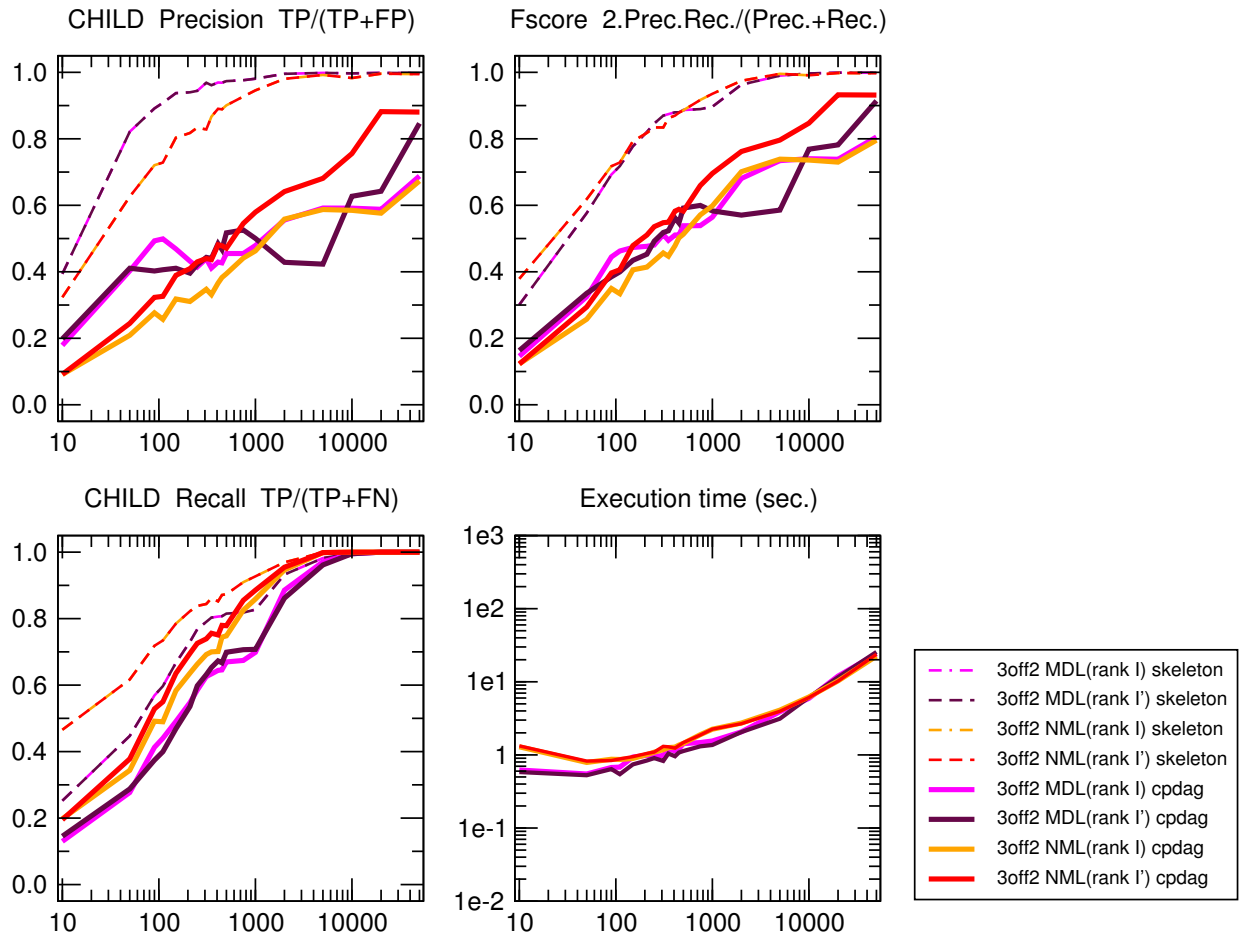 CHILD Precision TP/(TP+FP)
1.0
0.8
0.6
0.4
0.2
0.0
10 100 1000 10000
Fscore 2.Prec.Rec./(Prec.+Rec.)
1.0
0.8
0.6
0.4
0.2
0.0
10 100 1000 10000
CHILD Recall TP/(TP+FN)
1.0
0.8
0.6
0.4
0.2
0.0
10 100 1000 10000
Execution time (sec.)
1e3
1e2
1e1
1
1e-1
1e-2
10 100 1000 10000
3off2 MDL(rank I) skeleton
3off2 MDL(rank I') skeleton
3off2 NML(rank I) skeleton
3off2 NML(rank I') skeleton
3off2 MDL(rank I) cpdag
3off2 MDL(rank I') cpdag
3off2 NML(rank I) cpdag
3off2 NML(rank I') cpdag